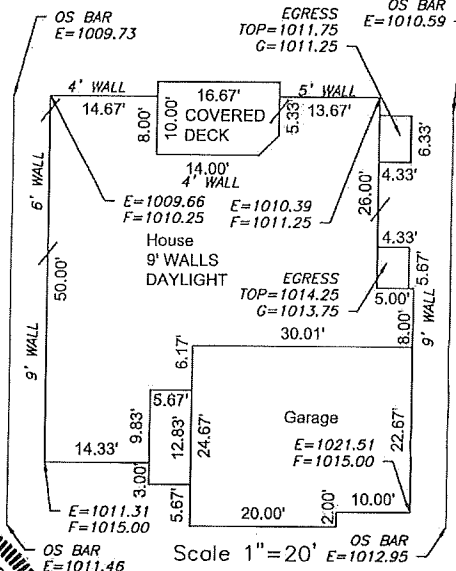 OS BAR
E=1009.73
EGRESS
TOP=1011.75
G=1011.25
OS BAR
E=1010.59
4' WALL
14.67'
16.67'
COVERED
DECK
8.00'
10.00'
5.33'
5' WALL
13.67'
14.00'
4' WALL
6.33'
4.33'
6' WALL
E=1009.66
F=1010.25
E=1010.39
F=1011.25
26.00'
House
9' WALLS
DAYLIGHT
50.00'
4.33'
5.67'
5.00'
EGRESS
TOP=1014.25
G=1013.75
9' WALL
8.00'
30.01'
6.17'
9' WALL
5.67'
9.83'
12.83'
24.67'
Garage
22.67'
E=1021.51
F=1015.00
14.33'
3.00'
5.67'
10.00'
20.00'
2.00'
E=1011.31
F=1015.00
OS BAR
E=1011.46
Scale 1"=20'
OS BAR
E=1012.95